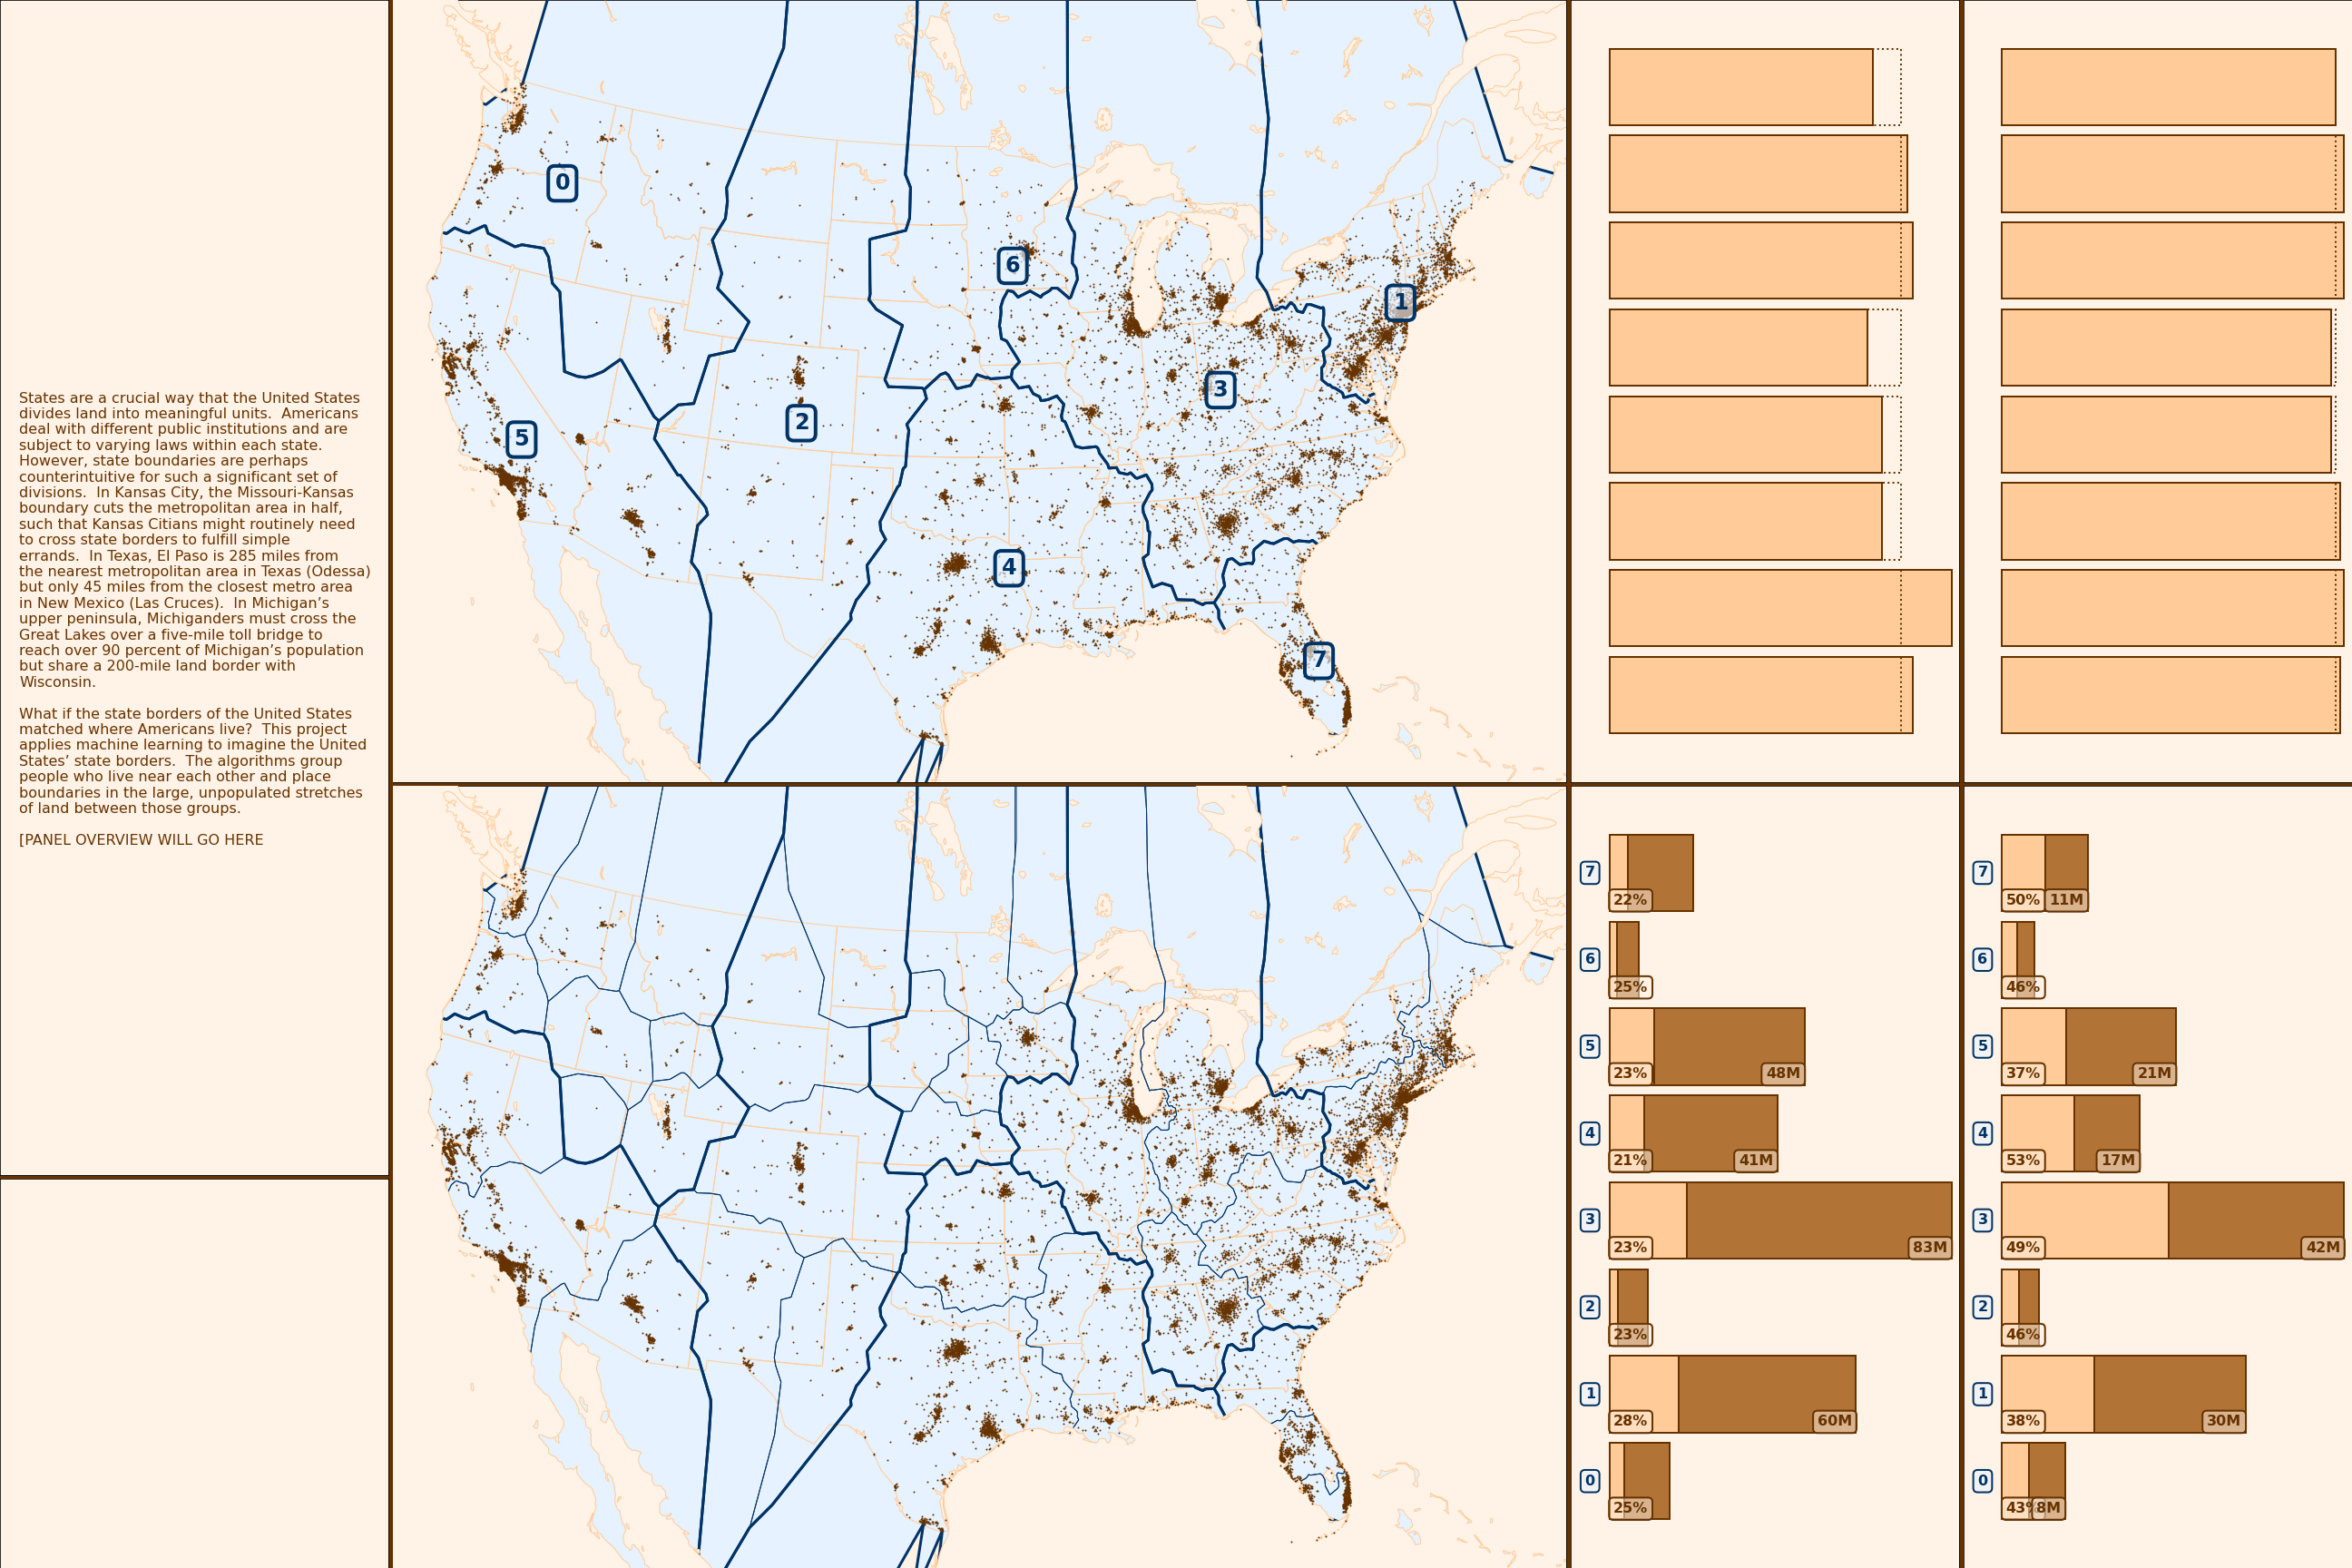 States are a crucial way that the United States
divides land into meaningful units.  Americans
deal with different public institutions and are
subject to varying laws within each state.
However, state boundaries are perhaps
counterintuitive for such a significant set of
divisions.  In Kansas City, the Missouri-Kansas
boundary cuts the metropolitan area in half,
such that Kansas Citians might routinely need
to cross state borders to fulfill simple
errands.  In Texas, El Paso is 285 miles from
the nearest metropolitan area in Texas (Odessa)
but only 45 miles from the closest metro area
in New Mexico (Las Cruces).  In Michigan’s
upper peninsula, Michiganders must cross the
Great Lakes over a five-mile toll bridge to
reach over 90 percent of Michigan’s population
but share a 200-mile land border with
Wisconsin.
What if the state borders of the United States
matched where Americans live?  This project
applies machine learning to imagine the United
States’ state borders.  The algorithms group
people who live near each other and place
boundaries in the large, unpopulated stretches
of land between those groups.
[PANEL OVERVIEW WILL GO HERE
0
6
1
3
2
5
4
7
7
22%
6
25%
5
23% 48M
4
21% 41M
3
23% 83M
2
23%
1
28% 60M
0
25%
7
50% 11M
6
46%
5
37% 21M
4
53% 17M
3
49% 42M
2
46%
1
38% 30M
0
43% 8M